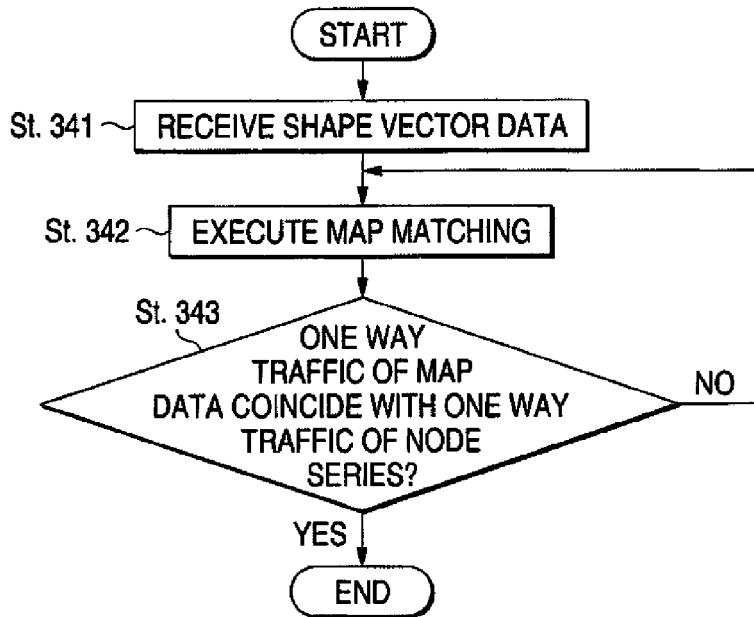 START
St. 341
RECEIVE SHAPE VECTOR DATA
St. 342
EXECUTE MAP MATCHING
St. 343
ONE WAY
TRAFFIC OF MAP
DATA COINCIDE WITH ONE WAY
TRAFFIC OF NODE
SERIES?
NO
YES
END